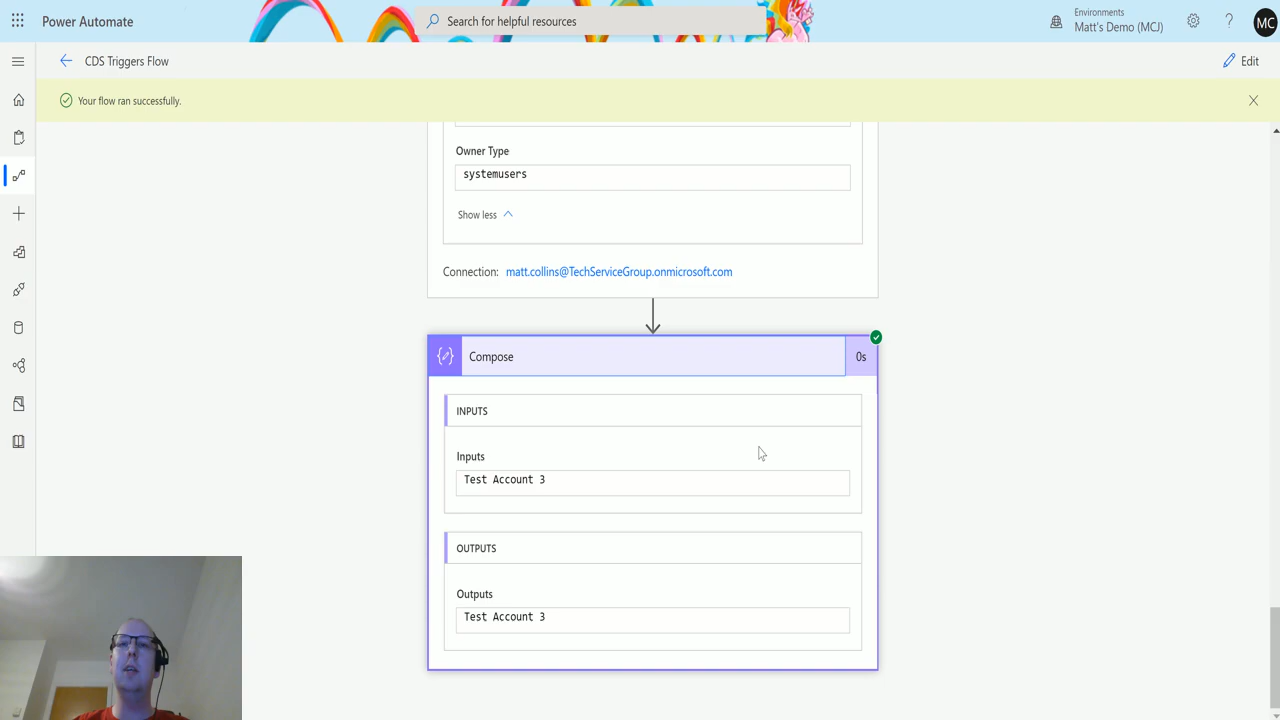 Power Automate
Search for helpful resources
Environments
Matt's Demo (MCJ)
MC
CDS Triggers Flow
Edit
Your flow ran successfully.
Owner Type
systemusers
Show less
Connection: matt.collins@TechServiceGroup.onmicrosoft.com
Compose
0s
INPUTS
Inputs
Test Account 3
OUTPUTS
Outputs
Test Account 3